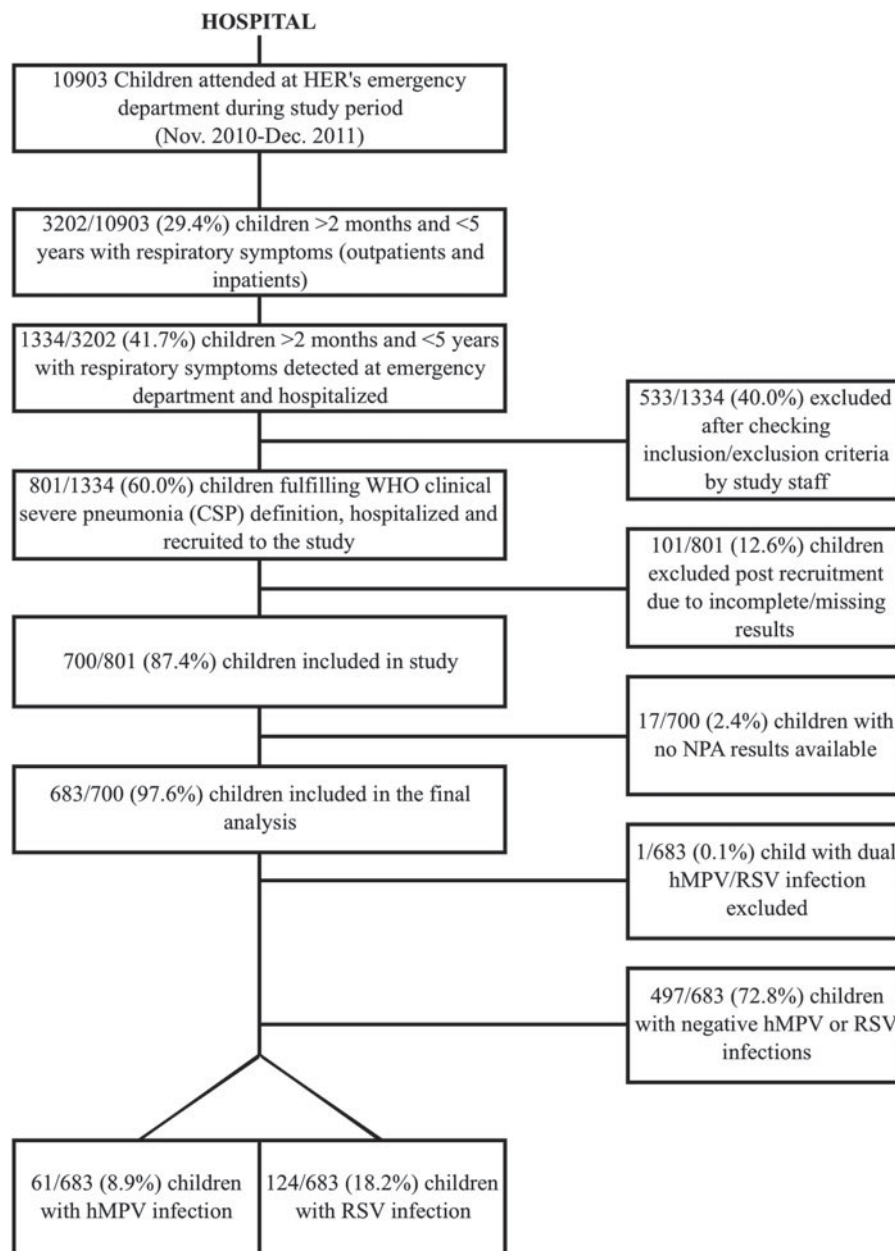 HOSPITAL
10903 Children attended at HER's emergency
department during study period
(Nov. 2010-Dec. 2011)
3202/10903 (29.4%) children >2 months and <5
years with respiratory symptoms (outpatients and
inpatients)
1334/3202 (41.7%) children >2 months and <5 years
with respiratory symptoms detected at emergency
department and hospitalized
533/1334 (40.0%) excluded
after checking
inclusion/exclusion criteria
by study staff
801/1334 (60.0%) children fulfilling WHO clinical
severe pneumonia (CSP) definition, hospitalized and
recruited to the study
101/801 (12.6%) children
excluded post recruitment
due to incomplete/missing
results
700/801 (87.4%) children included in study
17/700 (2.4%) children with
no NPA results available
683/700 (97.6%) children included in the final
analysis
1/683 (0.1%) child with dual
hMPV/RSV infection
excluded
497/683 (72.8%) children
with negative hMPV or RSV
infections
61/683 (8.9%) children
with hMPV infection
124/683 (18.2%) children
with RSV infection